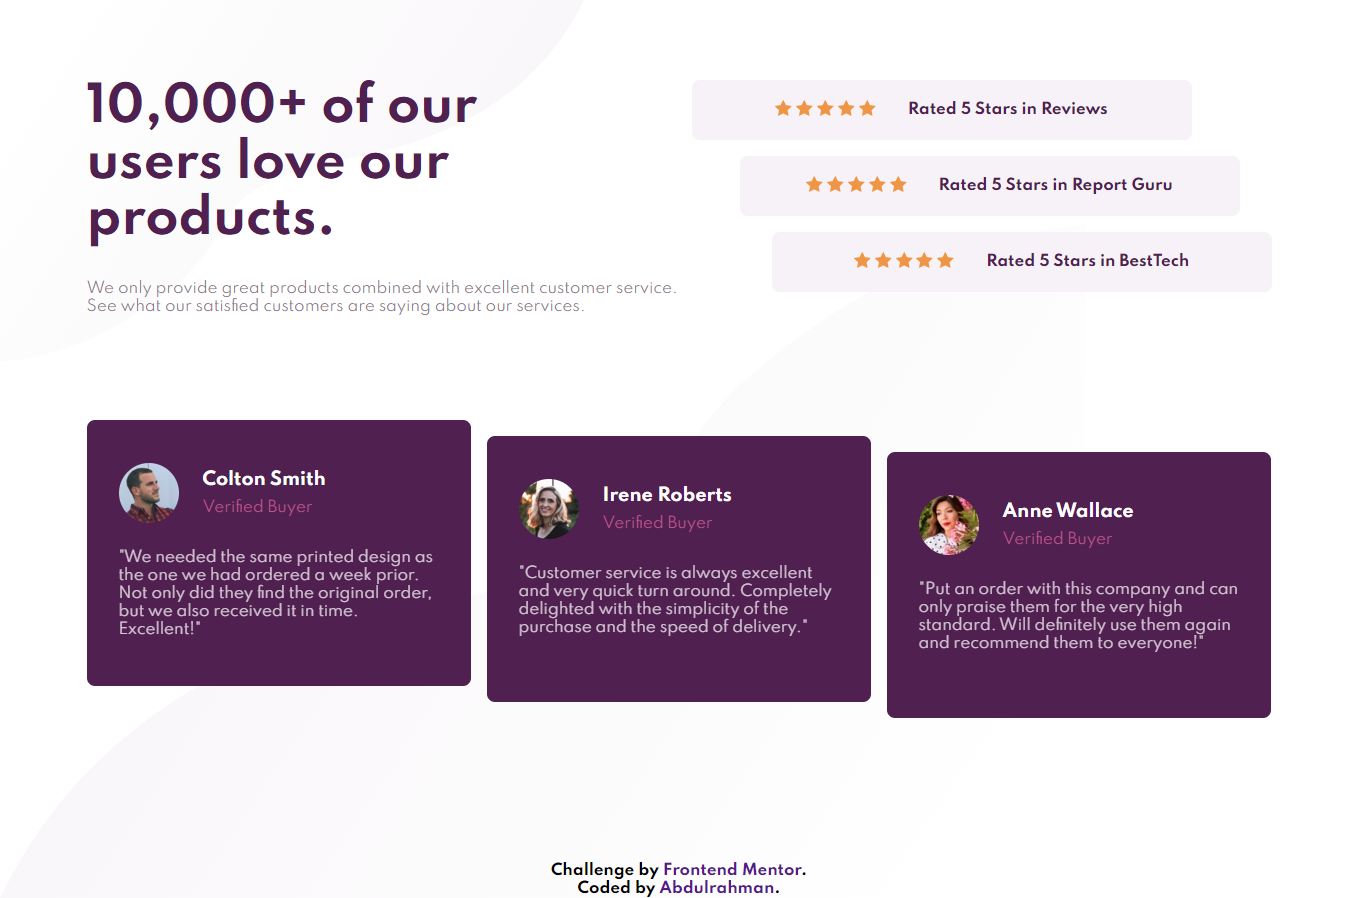 10,000+ of our
users love our
products.
We only provide great products combined with excellent customer service.
See what our satisfied customers are saying about our services.
Rated 5 Stars in Reviews
Rated 5 Stars in Report Guru
Rated 5 Stars in BestTech
Colton Smith
Verified Buyer
"We needed the same printed design as
the one we had ordered a week prior.
Not only did they find the original order,
but we also received it in time.
Excellent!"
Irene Roberts
Verified Buyer
"Customer service is always excellent
and very quick turn around. Completely
delighted with the simplicity of the
purchase and the speed of delivery."
Anne Wallace
Verified Buyer
"Put an order with this company and can
only praise them for the very high
standard. Will definitely use them again
and recommend them to everyone!"
Challenge by Frontend Mentor.
Coded by Abdulrahman.